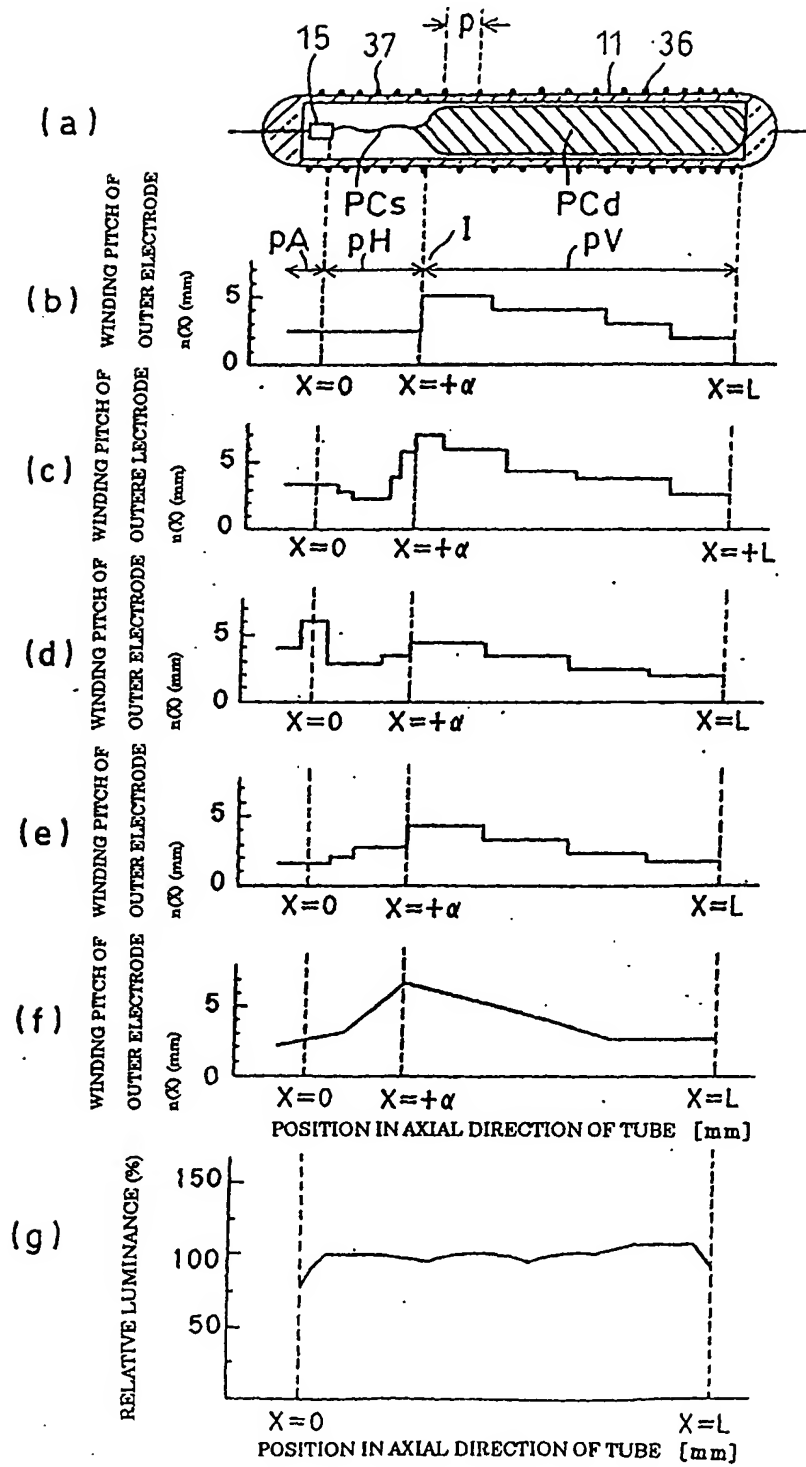 p
15 37 11 36
(a)
PCs PCd
pA pH I pV
(b)
WINDING PITCH OF
OUTER ELECTRODE
n(X) (mm)
5
0
X=0 X=+α X=L
(c)
WINDING PITCH OF
OUTERE LECTRODE
n(X) (mm)
5
0
X=0 X=+α X=+L
(d)
WINDING PITCH OF
OUTER ELECTRODE
n(X) (mm)
5
0
X=0 X=+α X=L
(e)
WINDING PITCH OF
OUTER ELECTRODE
n(X) (mm)
5
0
X=0 X=+α X=L
(f)
WINDING PITCH OF
OUTER ELECTRODE
n(X) (mm)
5
0
X=0 X=+α X=L
POSITION IN AXIAL DIRECTION OF TUBE [mm]
(g)
RELATIVE LUMINANCE (%)
150
100
50
X=0 X=L
POSITION IN AXIAL DIRECTION OF TUBE [mm]